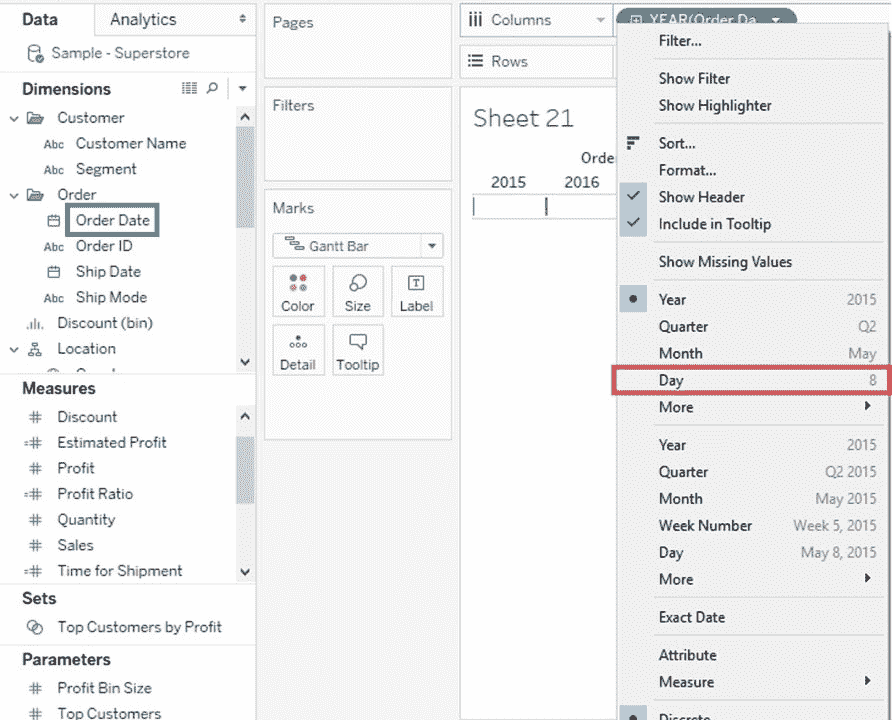 Data
Analytics
Sample - Superstore
Dimensions
Customer
Abc Customer Name
Abc Segment
Order
Order Date
Abc Order ID
Ship Date
Abc Ship Mode
Discount (bin)
Location
Measures
# Discount
=# Estimated Profit
# Profit
=# Profit Ratio
# Quantity
# Sales
=# Time for Shipment
Sets
Top Customers by Profit
Parameters
# Profit Bin Size
# Top Customers
Pages
Filters
Marks
Gantt Bar
Color
Size
T
Label
Detail
Tooltip
Columns
YEAR(Order Da
Rows
Sheet 21
Orde
2015 2016
Filter...
Show Filter
Show Highlighter
Sort...
Format...
Show Header
Include in Tooltip
Show Missing Values
Year 2015
Quarter Q2
Month May
Day 8
More
Year 2015
Quarter Q2 2015
Month May 2015
Week Number Week 5, 2015
Day May 8, 2015
More
Exact Date
Attribute
Measure
Discrete